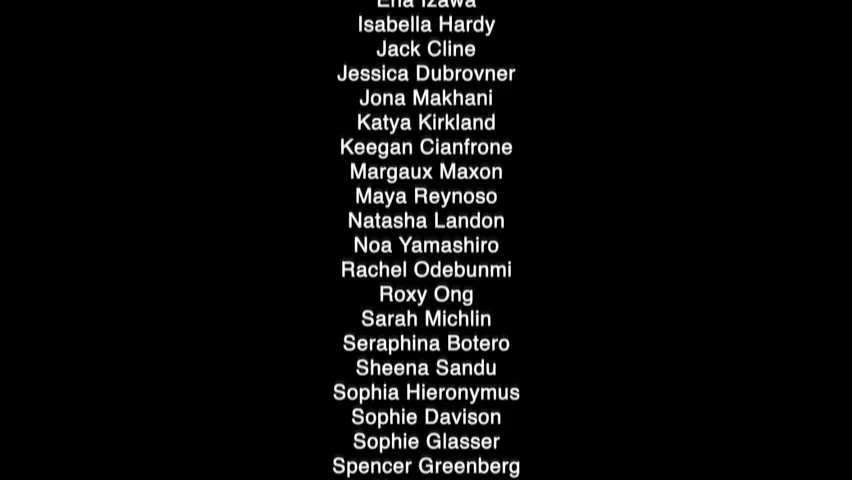 Ena Izawa
Isabella Hardy
Jack Cline
Jessica Dubrovner
Jona Makhani
Katya Kirkland
Keegan Cianfrone
Margaux Maxon
Maya Reynoso
Natasha Landon
Noa Yamashiro
Rachel Odebunmi
Roxy Ong
Sarah Michlin
Seraphina Botero
Sheena Sandu
Sophia Hieronymus
Sophie Davison
Sophie Glasser
Spencer Greenberg